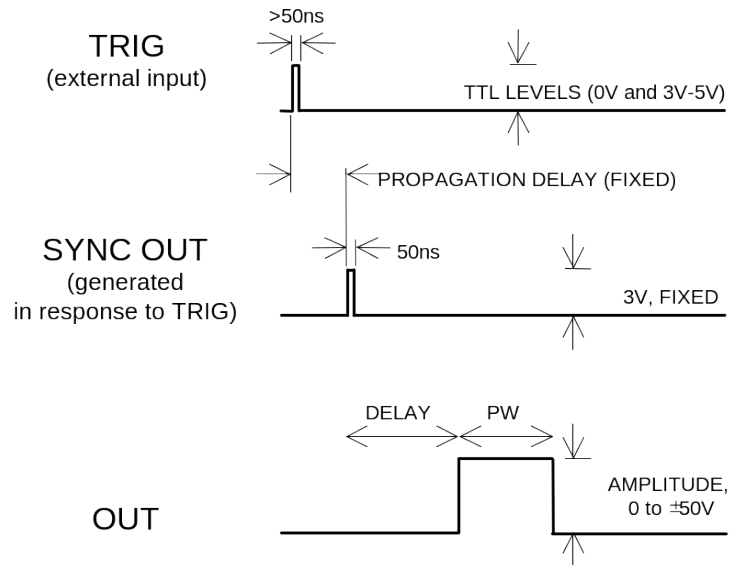 >50ns
TRIG
(external input)
TTL LEVELS (0V and 3V-5V)
PROPAGATION DELAY (FIXED)
SYNC OUT
(generated
in response to TRIG)
50ns
3V, FIXED
DELAY
PW
AMPLITUDE,
0 to ±50V
OUT